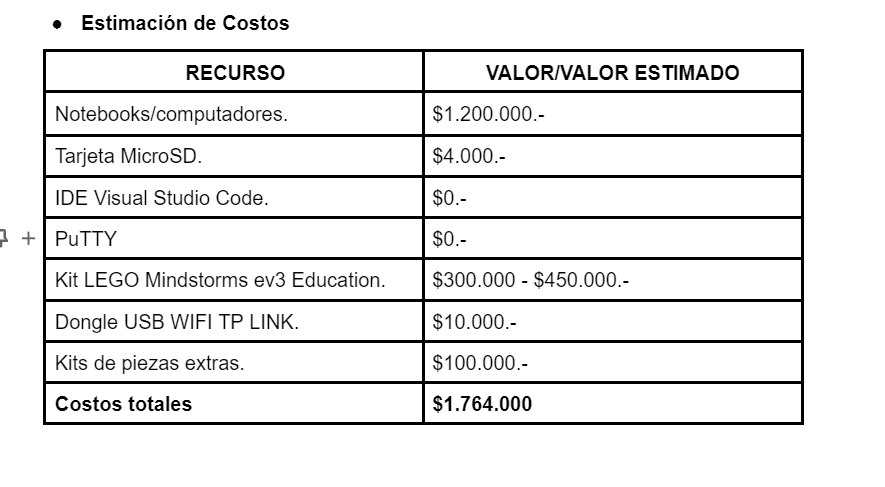 ● Estimación de Costos
RECURSO VALOR/VALOR ESTIMADO
Notebooks/computadores. $1.200.000.-
Tarjeta MicroSD. $4.000.-
IDE Visual Studio Code. $0.-
PuTTY $0.-
Kit LEGO Mindstorms ev3 Education. $300.000 - $450.000.-
Dongle USB WIFI TP LINK. $10.000.-
Kits de piezas extras. $100.000.-
Costos totales $1.764.000